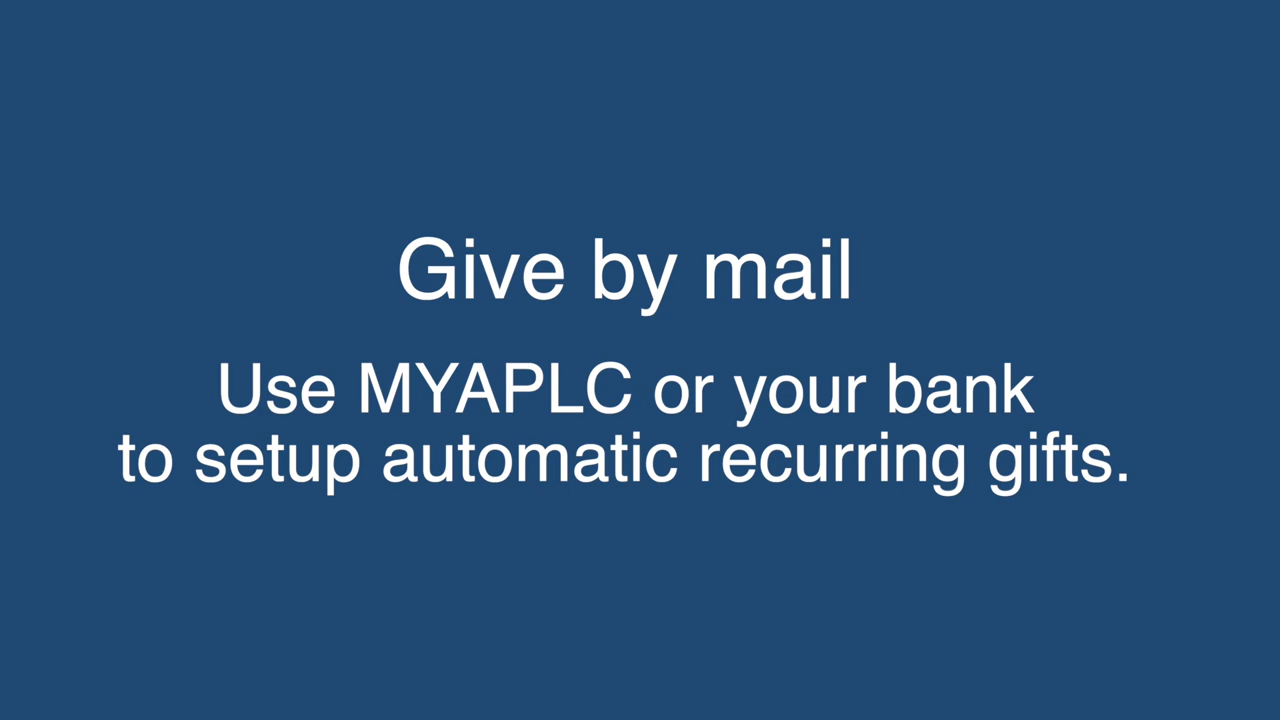 Give by mail
Use MYAPLC or your bank
to setup automatic recurring gifts.